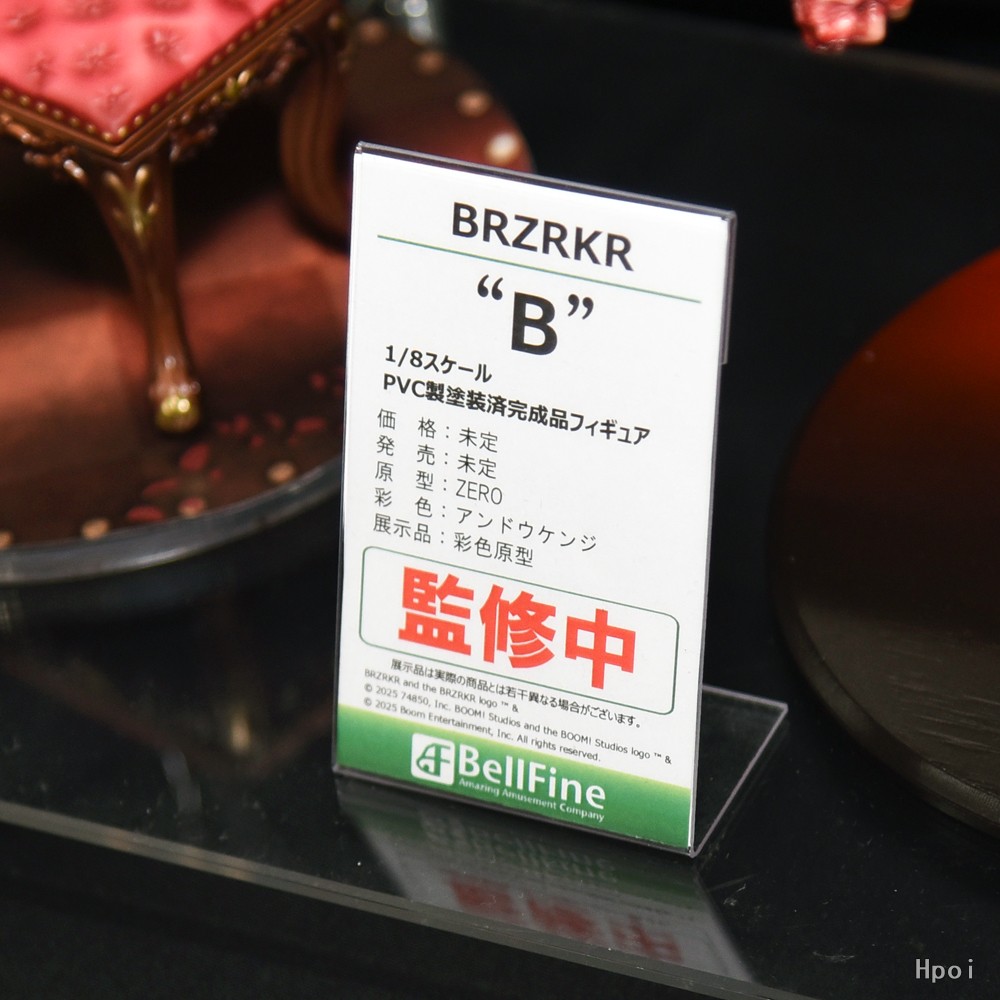 BRZRKR
“B”
1/8スケール
PVC製塗装済完成品フィギュア
価　格：未定
発　売：未定
原　型：ZERO
彩　色：アンドウケンジ
展示品：彩色原型
監修中
展示品は実際の商品とは若干異なる場合がございます。
BRZRKR and the BRZRKR logo ™ &
© 2025 74850, Inc. BOOM! Studios and the BOOM! Studios logo ™ &
© 2025 Boom Entertainment, Inc. All rights reserved.
BellFine
Amazing Amusement Company
Hpoi